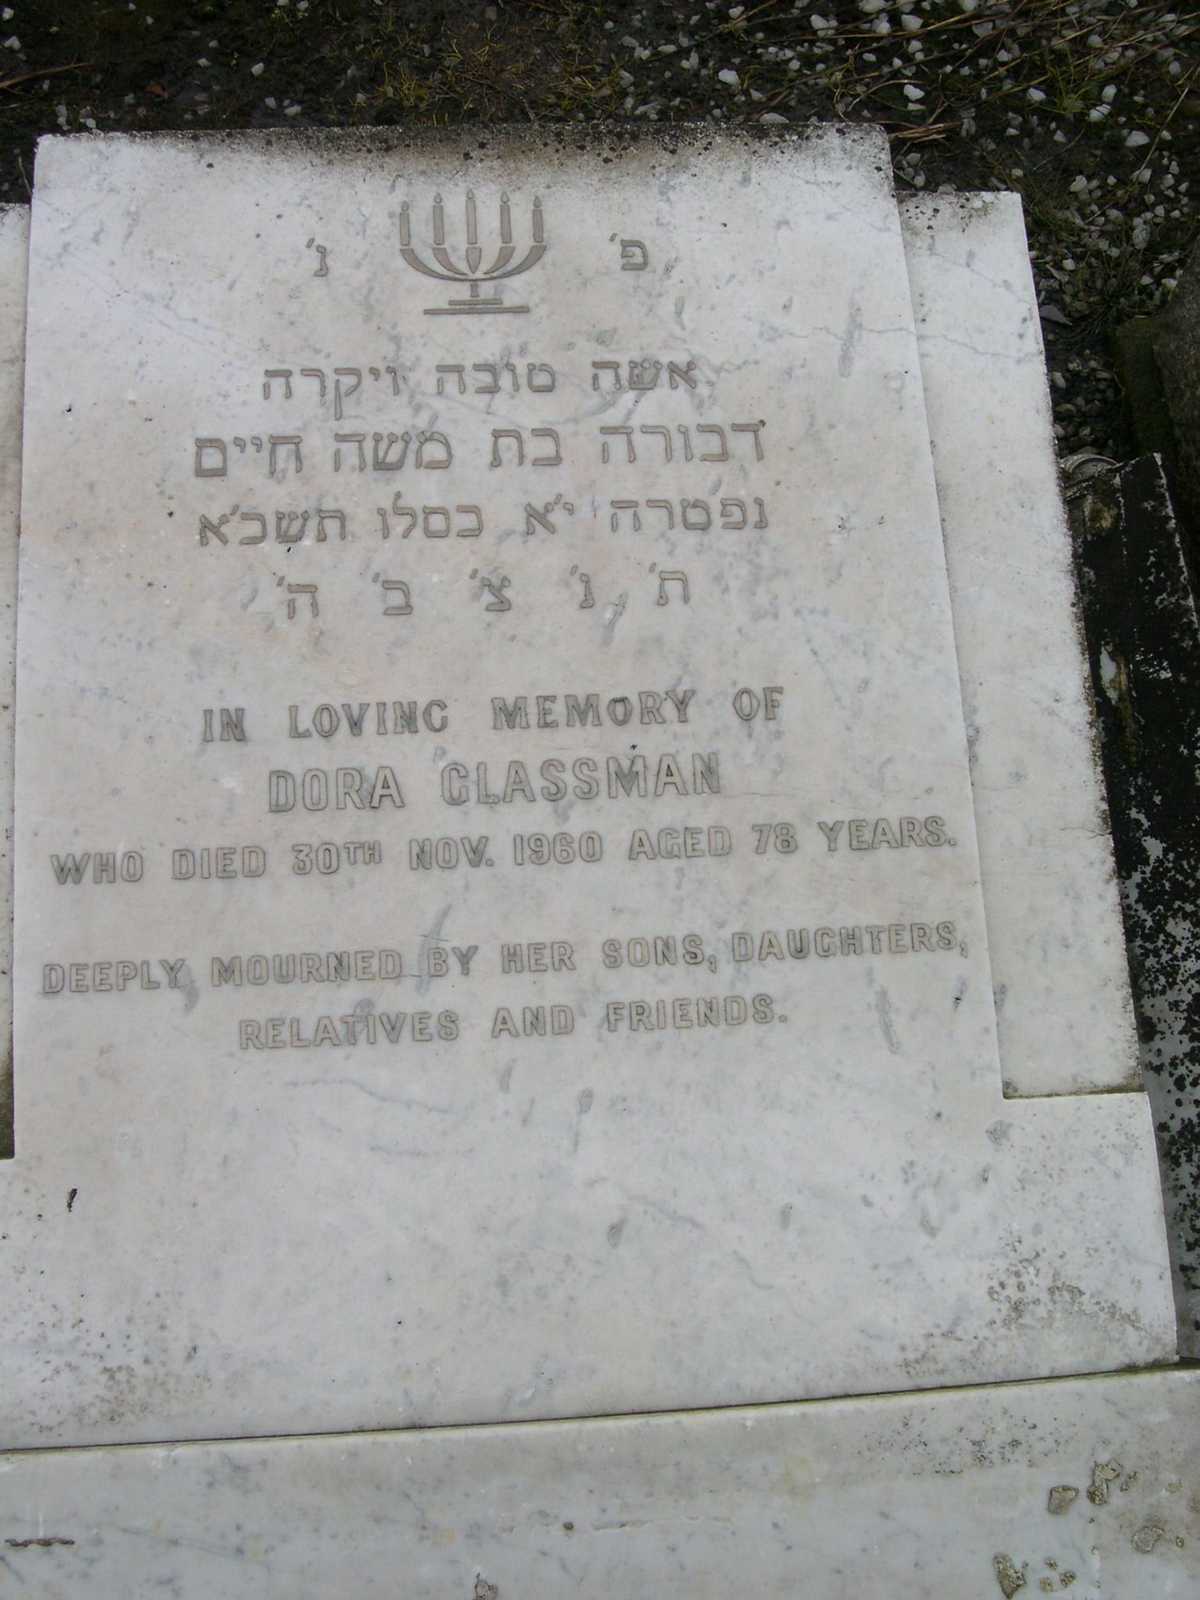 פ' נ'
אשה טובה ויקרה
דבורה בת משה חיים
נפטרה י'א כסלו תשכ'א
ת' נ' צ' ב' ה'
IN LOVING MEMORY OF
DORA GLASSMAN
WHO DIED 30TH NOV. 1960 AGED 78 YEARS.
DEEPLY MOURNED BY HER SONS, DAUGHTERS,
RELATIVES AND FRIENDS.